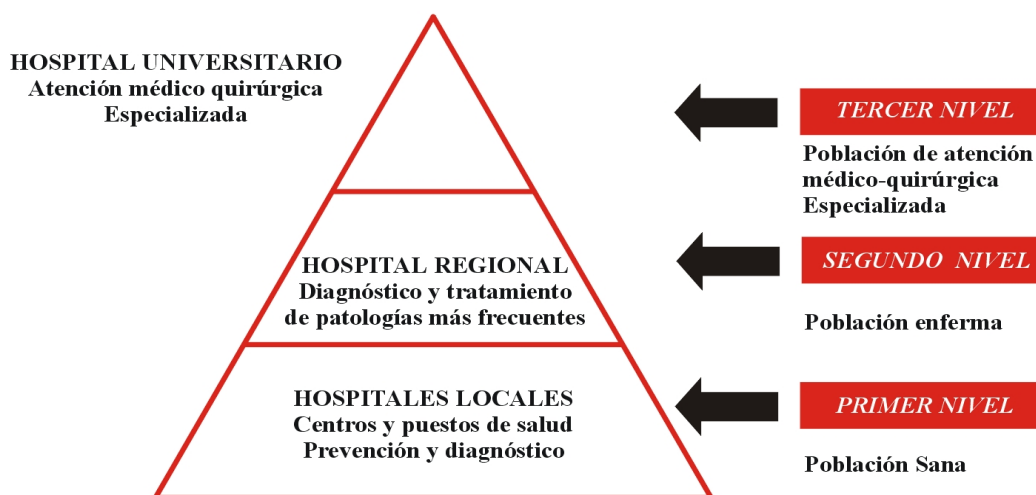 HOSPITAL UNIVERSITARIO
Atención médico quirúrgica
Especializada
TERCER NIVEL
Población de atención
médico-quirúrgica
Especializada
HOSPITAL REGIONAL
Diagnóstico y tratamiento
de patologías más frecuentes
SEGUNDO NIVEL
Población enferma
HOSPITALES LOCALES
Centros y puestos de salud
Prevención y diagnóstico
PRIMER NIVEL
Población Sana